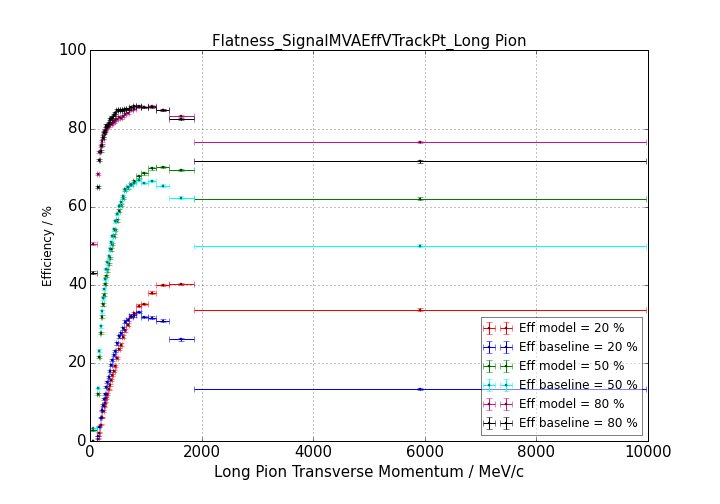 Flatness_SignalMVAEffVTrackPt_Long Pion
100
80
60
40
20
0
Efficiency / %
0 2000 4000 6000 8000 10000
Long Pion Transverse Momentum / MeV/c
Eff model = 20 %
Eff baseline = 20 %
Eff model = 50 %
Eff baseline = 50 %
Eff model = 80 %
Eff baseline = 80 %